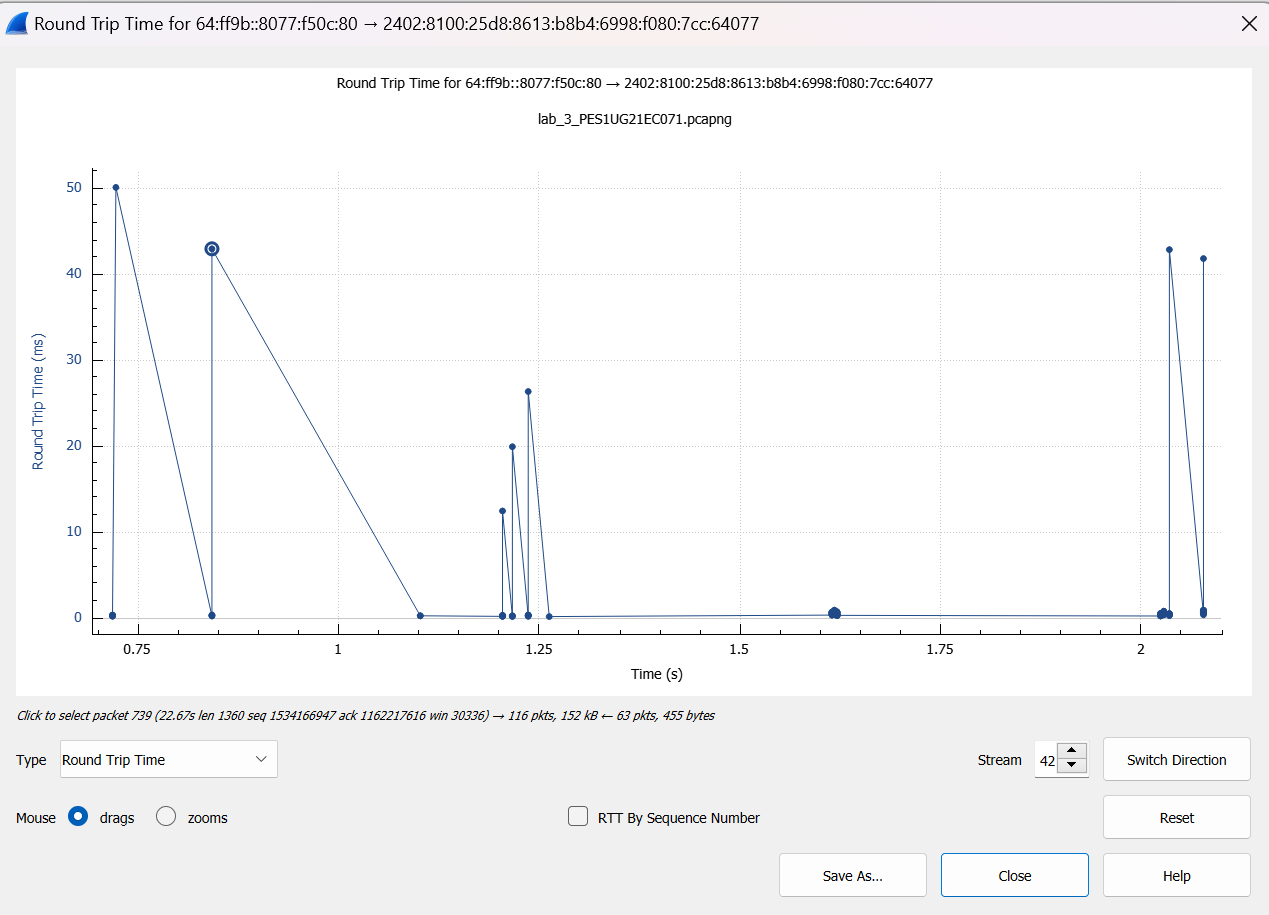 Round Trip Time for 64:ff9b::8077:f50c:80 → 2402:8100:25d8:8613:b8b4:6998:f080:7cc:64077
Round Trip Time for 64:ff9b::8077:f50c:80 → 2402:8100:25d8:8613:b8b4:6998:f080:7cc:64077
lab_3_PES1UG21EC071.pcapng
Round Trip Time (ms)
50
40
30
20
10
0
0.75 1 1.25 1.5 1.75 2
Time (s)
Click to select packet 739 (22.67s len 1360 seq 1534166947 ack 1162217616 win 30336) → 116 pkts, 152 kB ← 63 pkts, 455 bytes
Type Round Trip Time Stream 42 Switch Direction
Mouse drags zooms RTT By Sequence Number Reset
Save As... Close Help